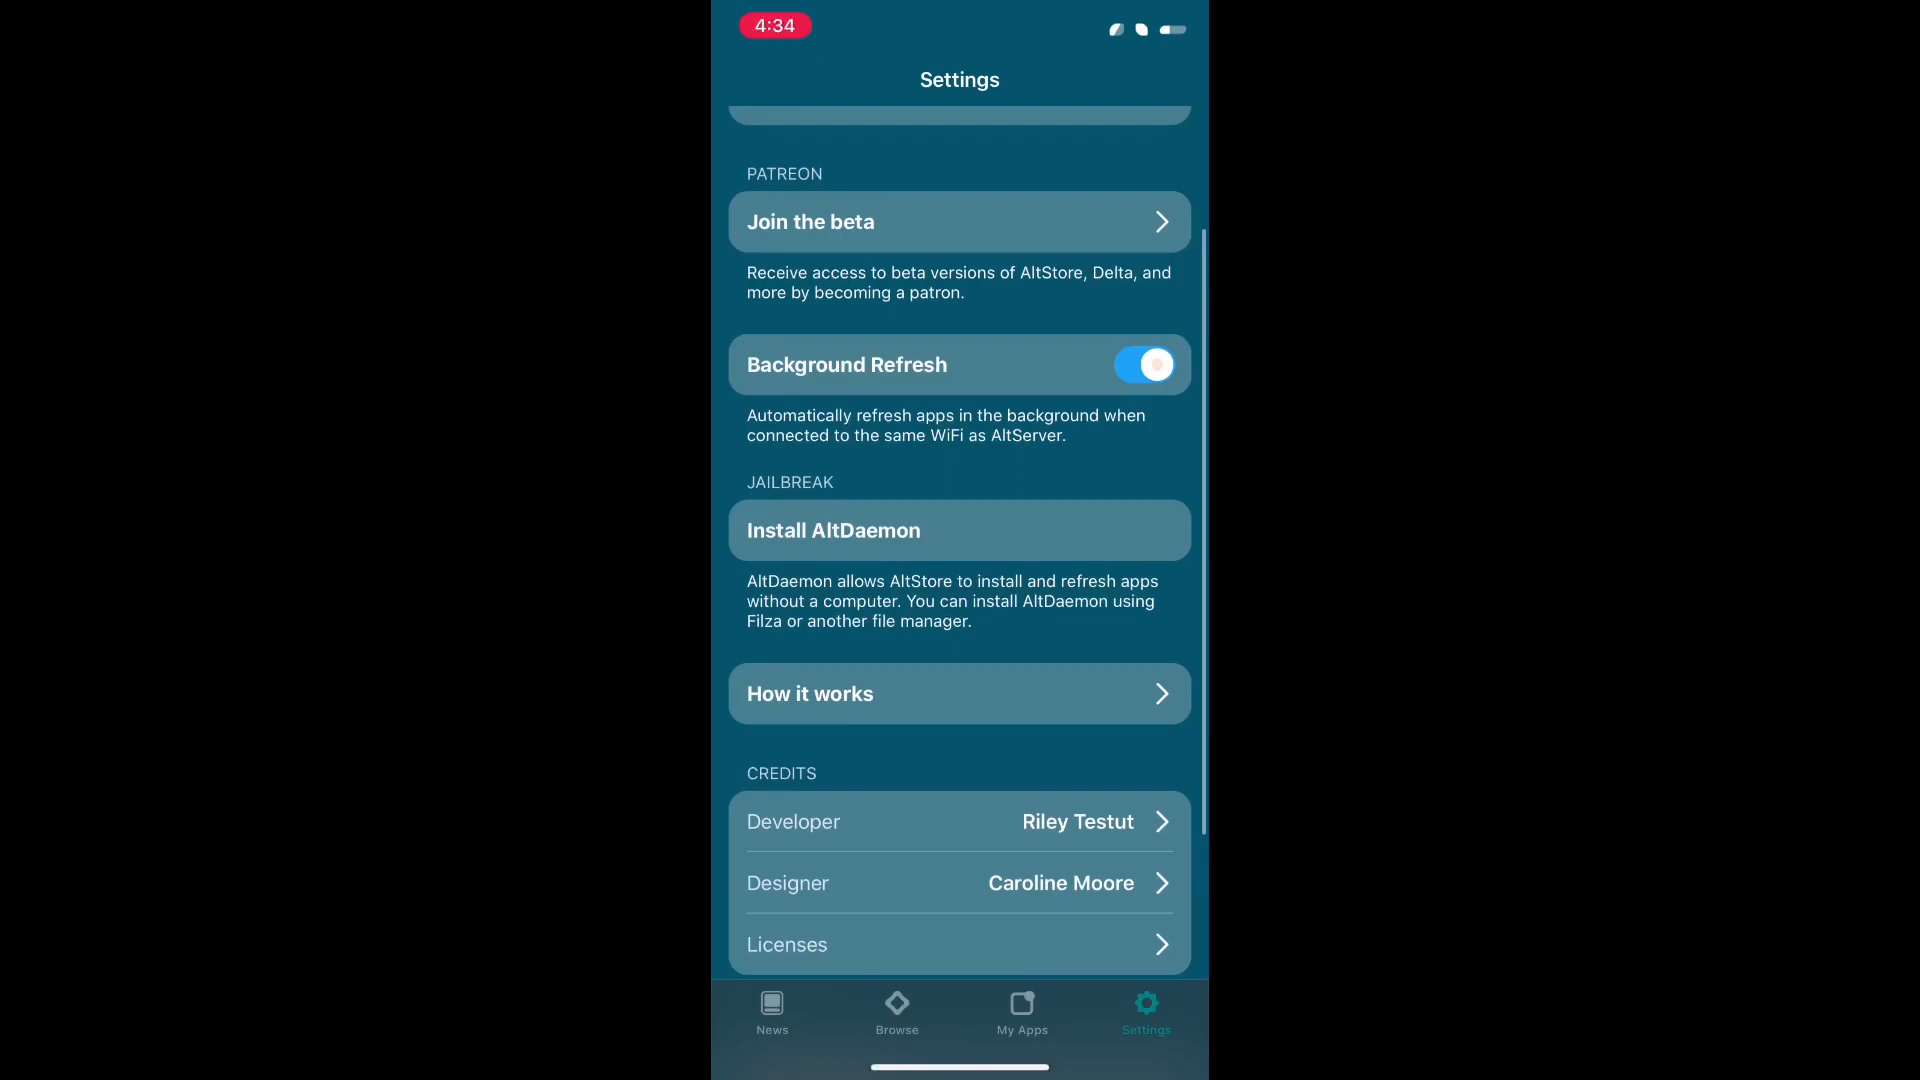 4:34
Settings
PATREON
Join the beta
Receive access to beta versions of AltStore, Delta, and
more by becoming a patron.
Background Refresh
Automatically refresh apps in the background when
connected to the same WiFi as AltServer.
JAILBREAK
Install AltDaemon
AltDaemon allows AltStore to install and refresh apps
without a computer. You can install AltDaemon using
Filza or another file manager.
How it works
CREDITS
Developer Riley Testut
Designer Caroline Moore
Licenses
News Browse My Apps Settings